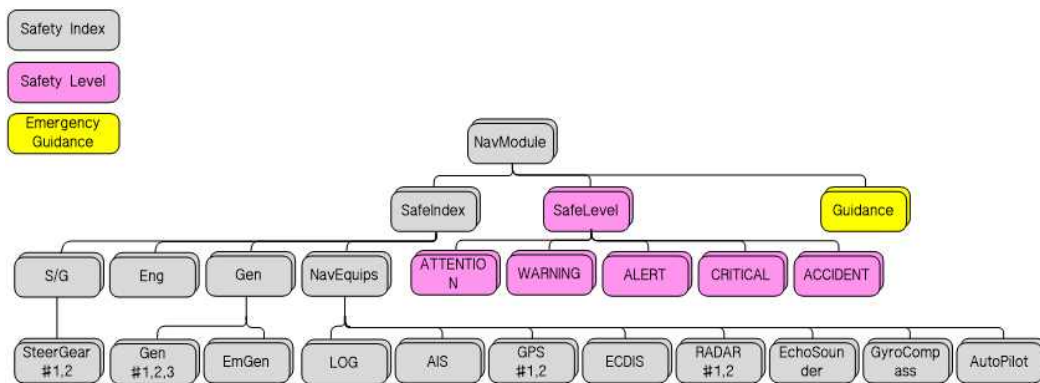 Safety Index
Safety Level
Emergency
Guidance
NavModule
SafeIndex
SafeLevel
Guidance
S/G
Eng
Gen
NavEquips
ATTENTIO
N
WARNING
ALERT
CRITICAL
ACCIDENT
SteerGear
#1,2
Gen
#1,2,3
EmGen
LOG
AIS
GPS
#1,2
ECDIS
RADAR
#1,2
EchoSoun
der
GyroComp
ass
AutoPilot